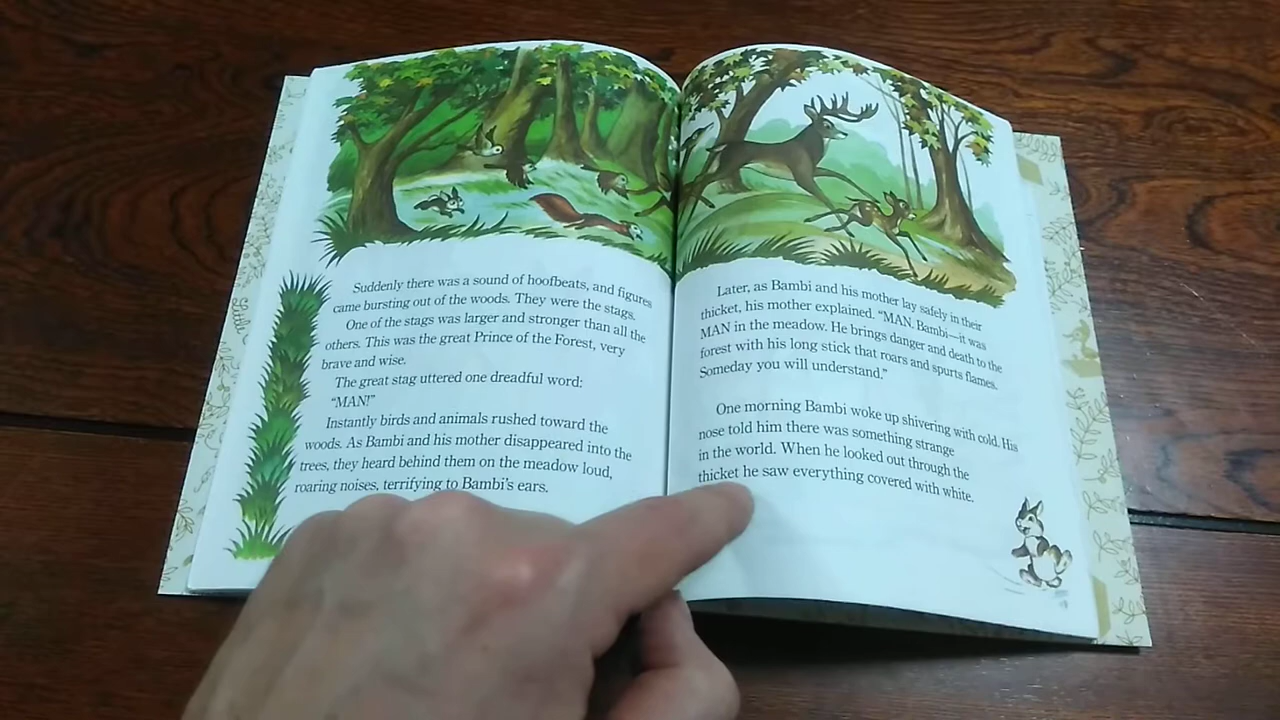 Suddenly there was a sound of hoofbeats, and figures
came bursting out of the woods. They were the stags.
One of the stags was larger and stronger than all the
others. This was the great Prince of the Forest, very
brave and wise.
The great stag uttered one dreadful word:
"MAN!"
Instantly birds and animals rushed toward the
woods. As Bambi and his mother disappeared into the
trees, they heard behind them on the meadow loud,
roaring noises, terrifying to Bambi's ears.
Later, as Bambi and his mother lay safely in their
thicket, his mother explained. "MAN, Bambi—it was
MAN in the meadow. He brings danger and death to the
forest with his long stick that roars and spurts flames.
Someday you will understand."
One morning Bambi woke up shivering with cold. His
nose told him there was something strange
in the world. When he looked out through the
thicket he saw everything covered with white.